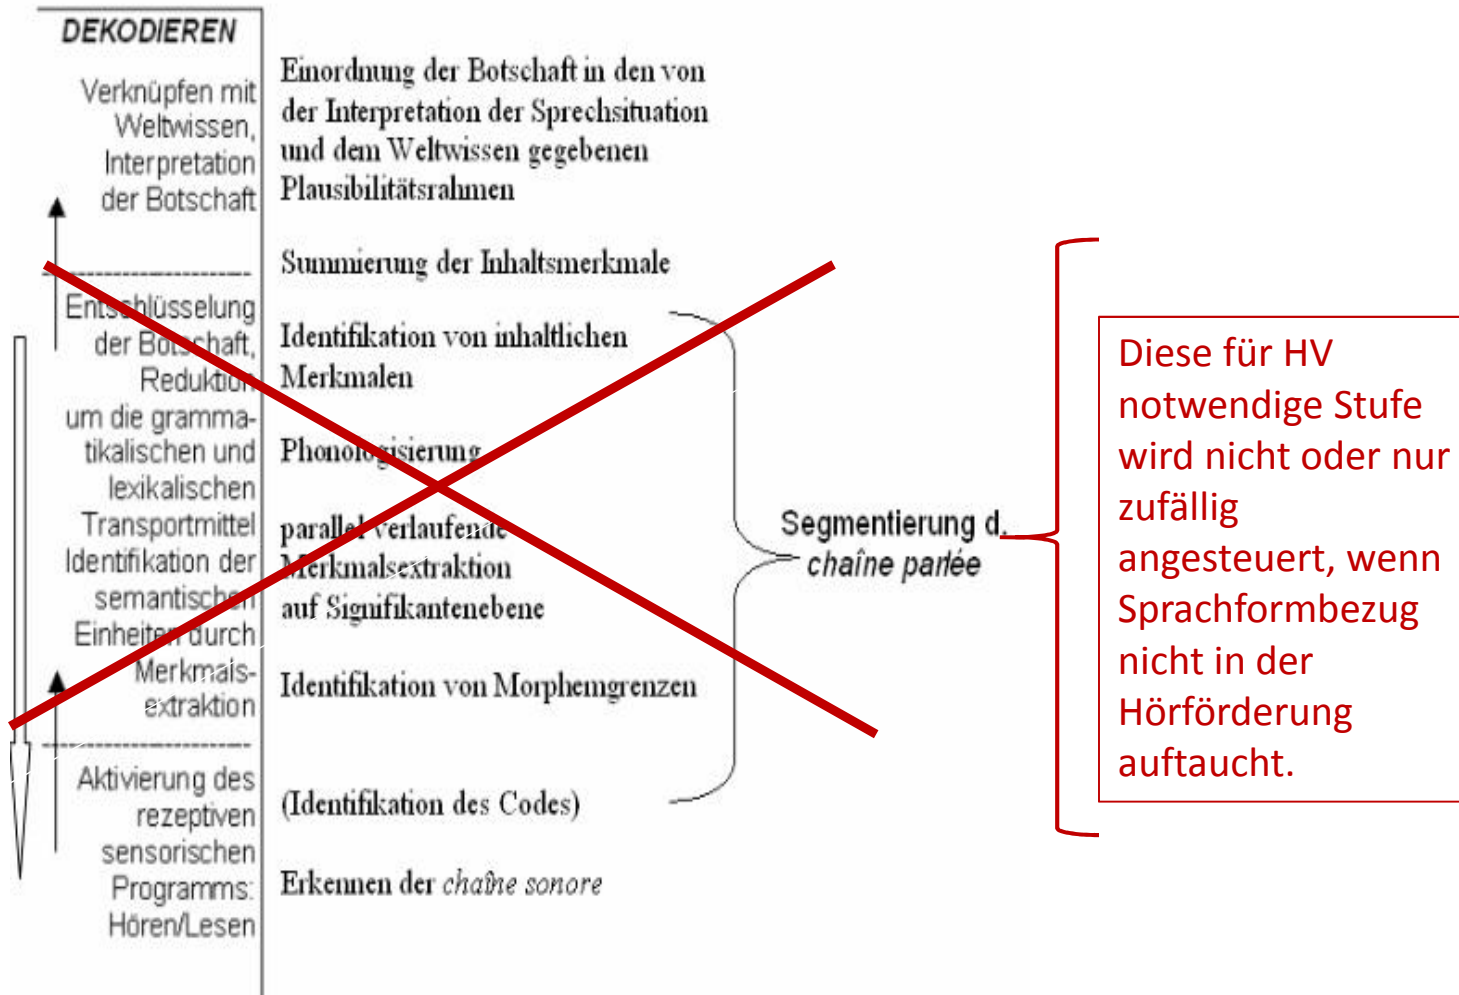 DEKODIEREN
Verknüpfen mit
Weltwissen,
Interpretation
der Botschaft
Entschlüsselung
der Botschaft,
Reduktion
um die gramma-
tikalischen und
lexikalischen
Transportmittel
Identifikation der
semantischen
Einheiten durch
Merkmals-
extraktion
Aktivierung des
rezeptiven
sensorischen
Programms:
Hören/Lesen
Einordnung der Botschaft in den von
der Interpretation der Sprechsituation
und dem Weltwissen gegebenen
Plausibilitätsrahmen
Summierung der Inhaltsmerkmale
Identifikation von inhaltlichen
Merkmalen
Phonologisierung
parallel verlaufende
Merkmalsextraktion
auf Signifikantenebene
Identifikation von Morphemgrenzen
(Identifikation des Codes)
Erkennen der chaîne sonore
Segmentierung d.
chaîne parlée
Diese für HV
notwendige Stufe
wird nicht oder nur
zufällig
angesteuert, wenn
Sprachformbezug
nicht in der
Hörförderung
auftaucht.